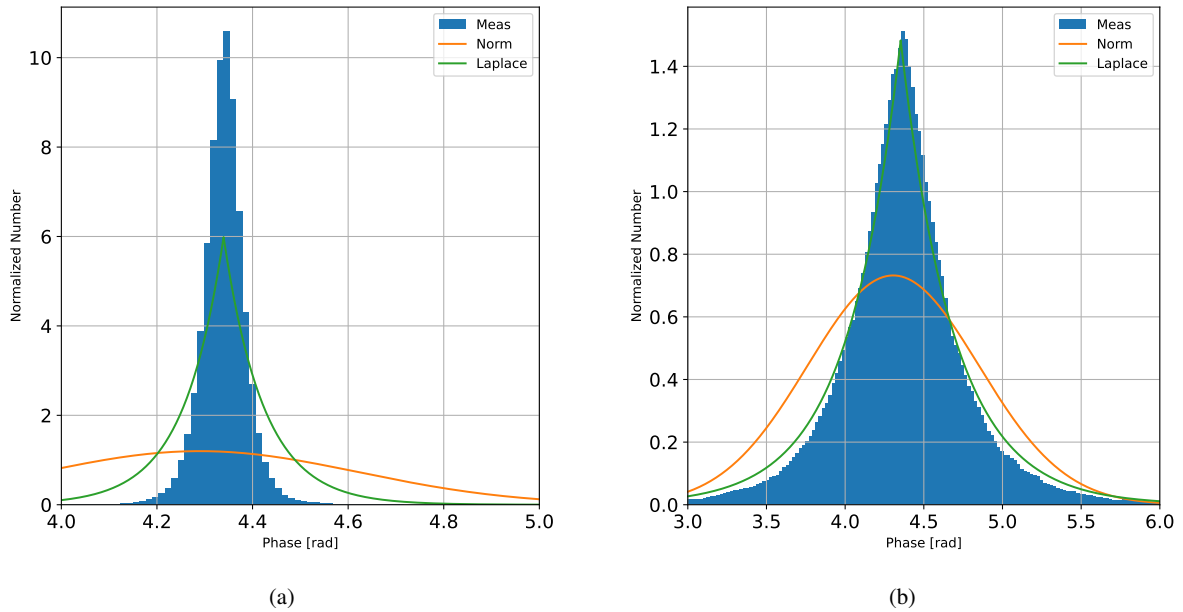 Meas
Norm
Laplace
10
8
6
4
2
0
Normalized Number
4.0 4.2 4.4 4.6 4.8 5.0
Phase [rad]
(a)
Meas
Norm
Laplace
1.4
1.2
1.0
0.8
0.6
0.4
0.2
0.0
Normalized Number
3.0 3.5 4.0 4.5 5.0 5.5 6.0
Phase [rad]
(b)